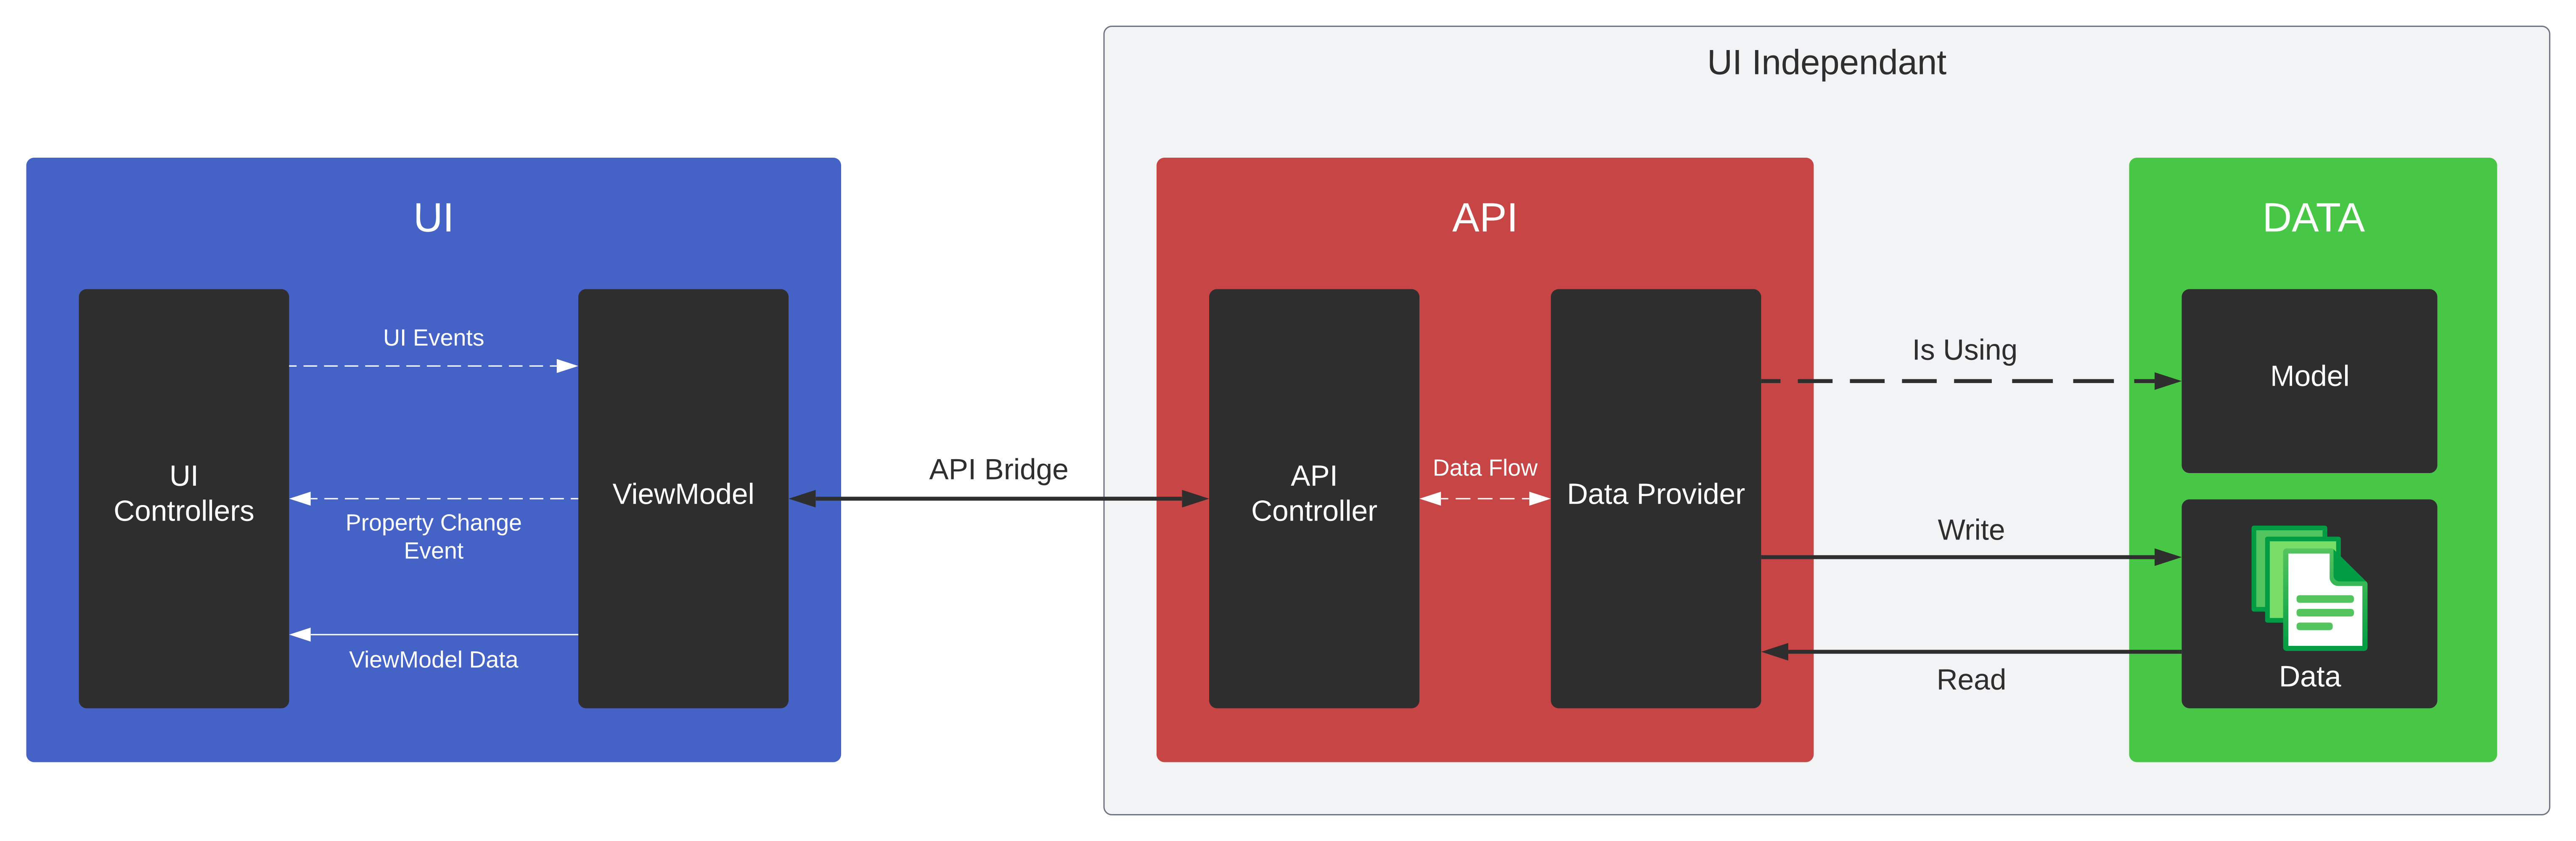 UI Independant
UI
UI Events
UI
Controllers
Property Change
Event
ViewModel Data
ViewModel
API Bridge
API
API
Controller
Data Flow
Data Provider
Is Using
Write
Read
DATA
Model
Data